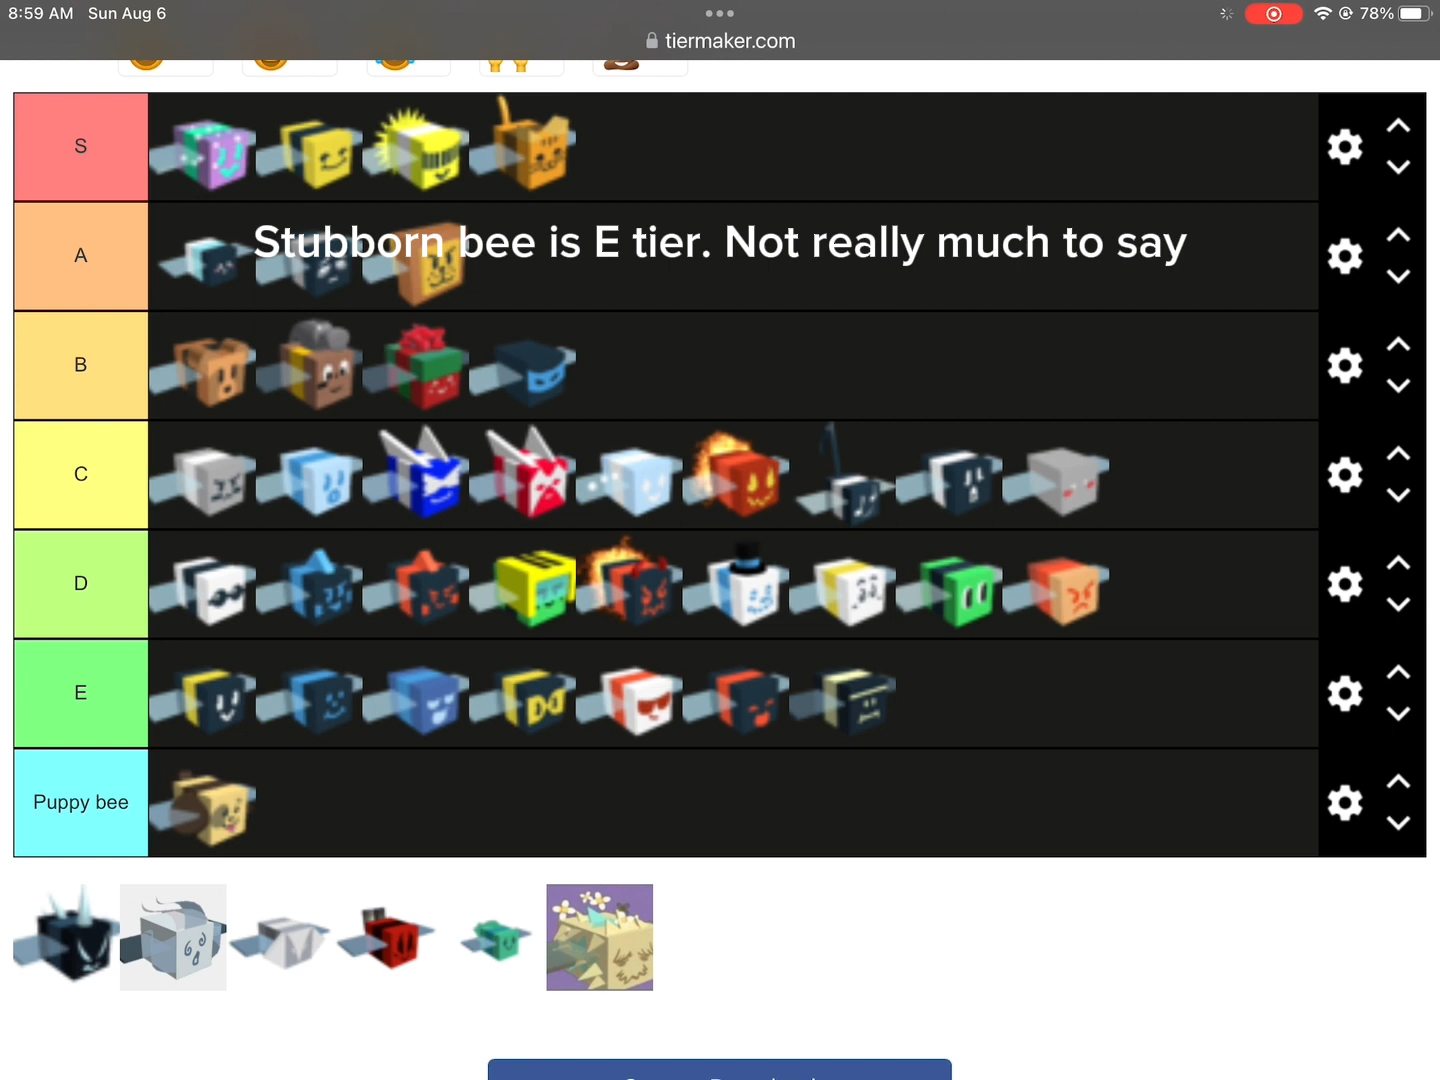 8:59 AM Sun Aug 6
78%
tiermaker.com
S
Stubborn bee is E tier. Not really much to say
A
B
C
D
E
Puppy bee